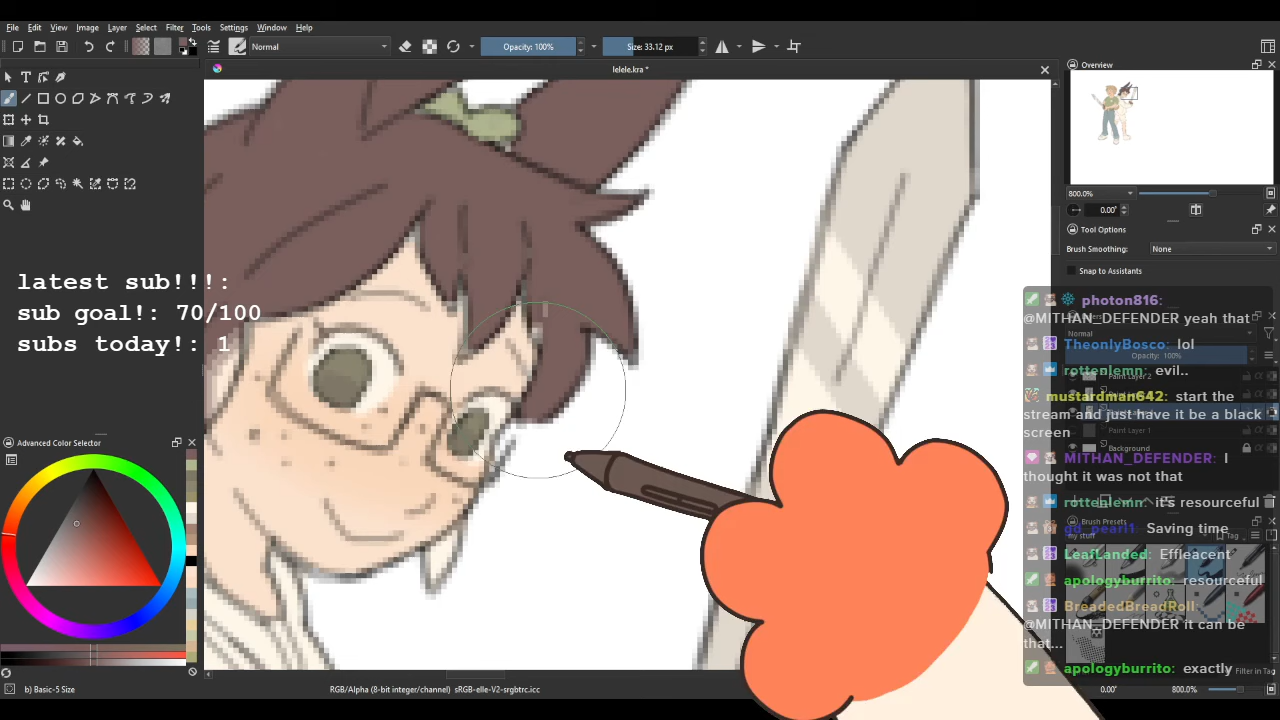 File Edit View Image Layer Select Filter Tools Settings Window Help
Normal
Opacity: 100%
Size: 33.12 px
lelele.kra *
Overview
800.0%
0.00°
Tool Options
Brush Smoothing: None
Snap to Assistants
latest sub!!!:
sub goal!: 70/100
subs today!: 1
Normal
Opacity: 100%
Paint Layer 2
Paint Layer 1
Background
photon816:
@MITHAN_DEFENDER yeah that
TheonlyBosco: lol
rottenlemn: evil..
mustardman642: start the
stream and just have it be a black
screen
MITHAN_DEFENDER: I
thought it was not that
rottenlemn: it's resourceful
gd_pearl1: Saving time
LeafLanded: Effieacent
apologyburrito: resourceful
BreadedBreadRoll:
@MITHAN_DEFENDER it can be
that...
apologyburrito: exactly
Advanced Color Selector
Brush Presets
my stuff
Tag
Filter in Tag
b) Basic-5 Size
RGB/Alpha (8-bit integer/channel) sRGB-elle-V2-srgbtrc.icc
0.00°
800.0%